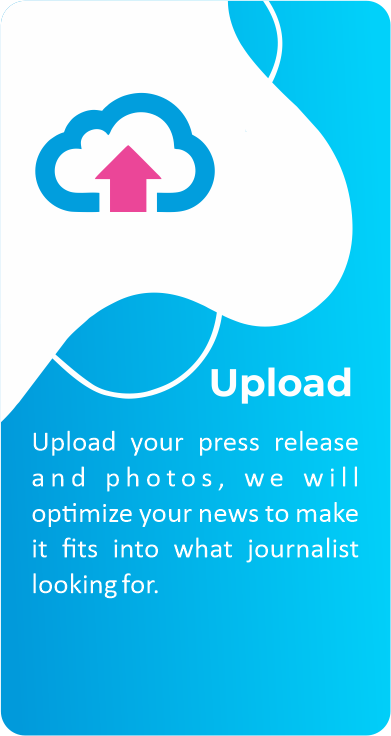 Upload
Upload your press release
and photos, we will
optimize your news to make
it fits into what journalist
looking for.